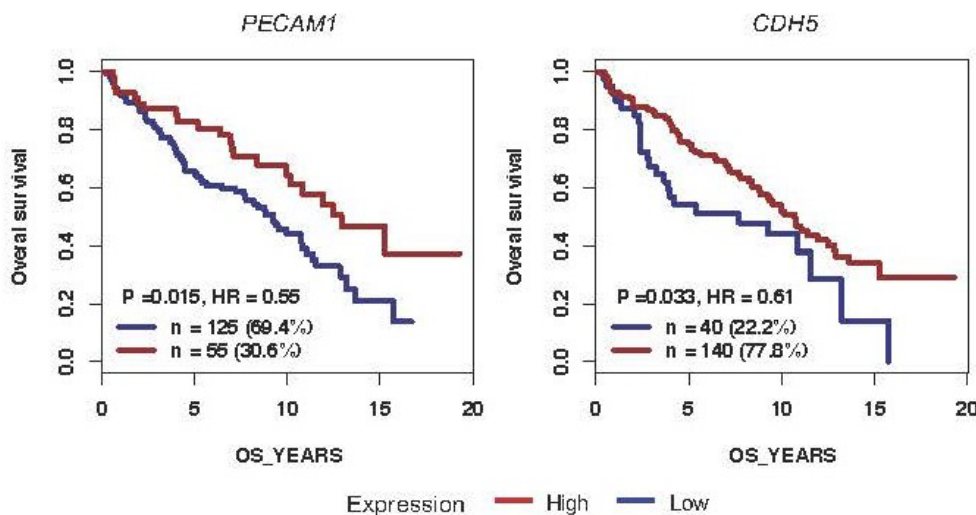 PECAM1
Overal survival
1.0
0.8
0.6
0.4
0.2
0.0
P =0.015, HR = 0.55
n = 125 (69.4%)
n = 55 (30.6%)
0 5 10 15 20
OS_YEARS
CDH5
Overal survival
1.0
0.8
0.6
0.4
0.2
0.0
P =0.033, HR = 0.61
n = 40 (22.2%)
n = 140 (77.8%)
0 5 10 15 20
OS_YEARS
Expression High Low